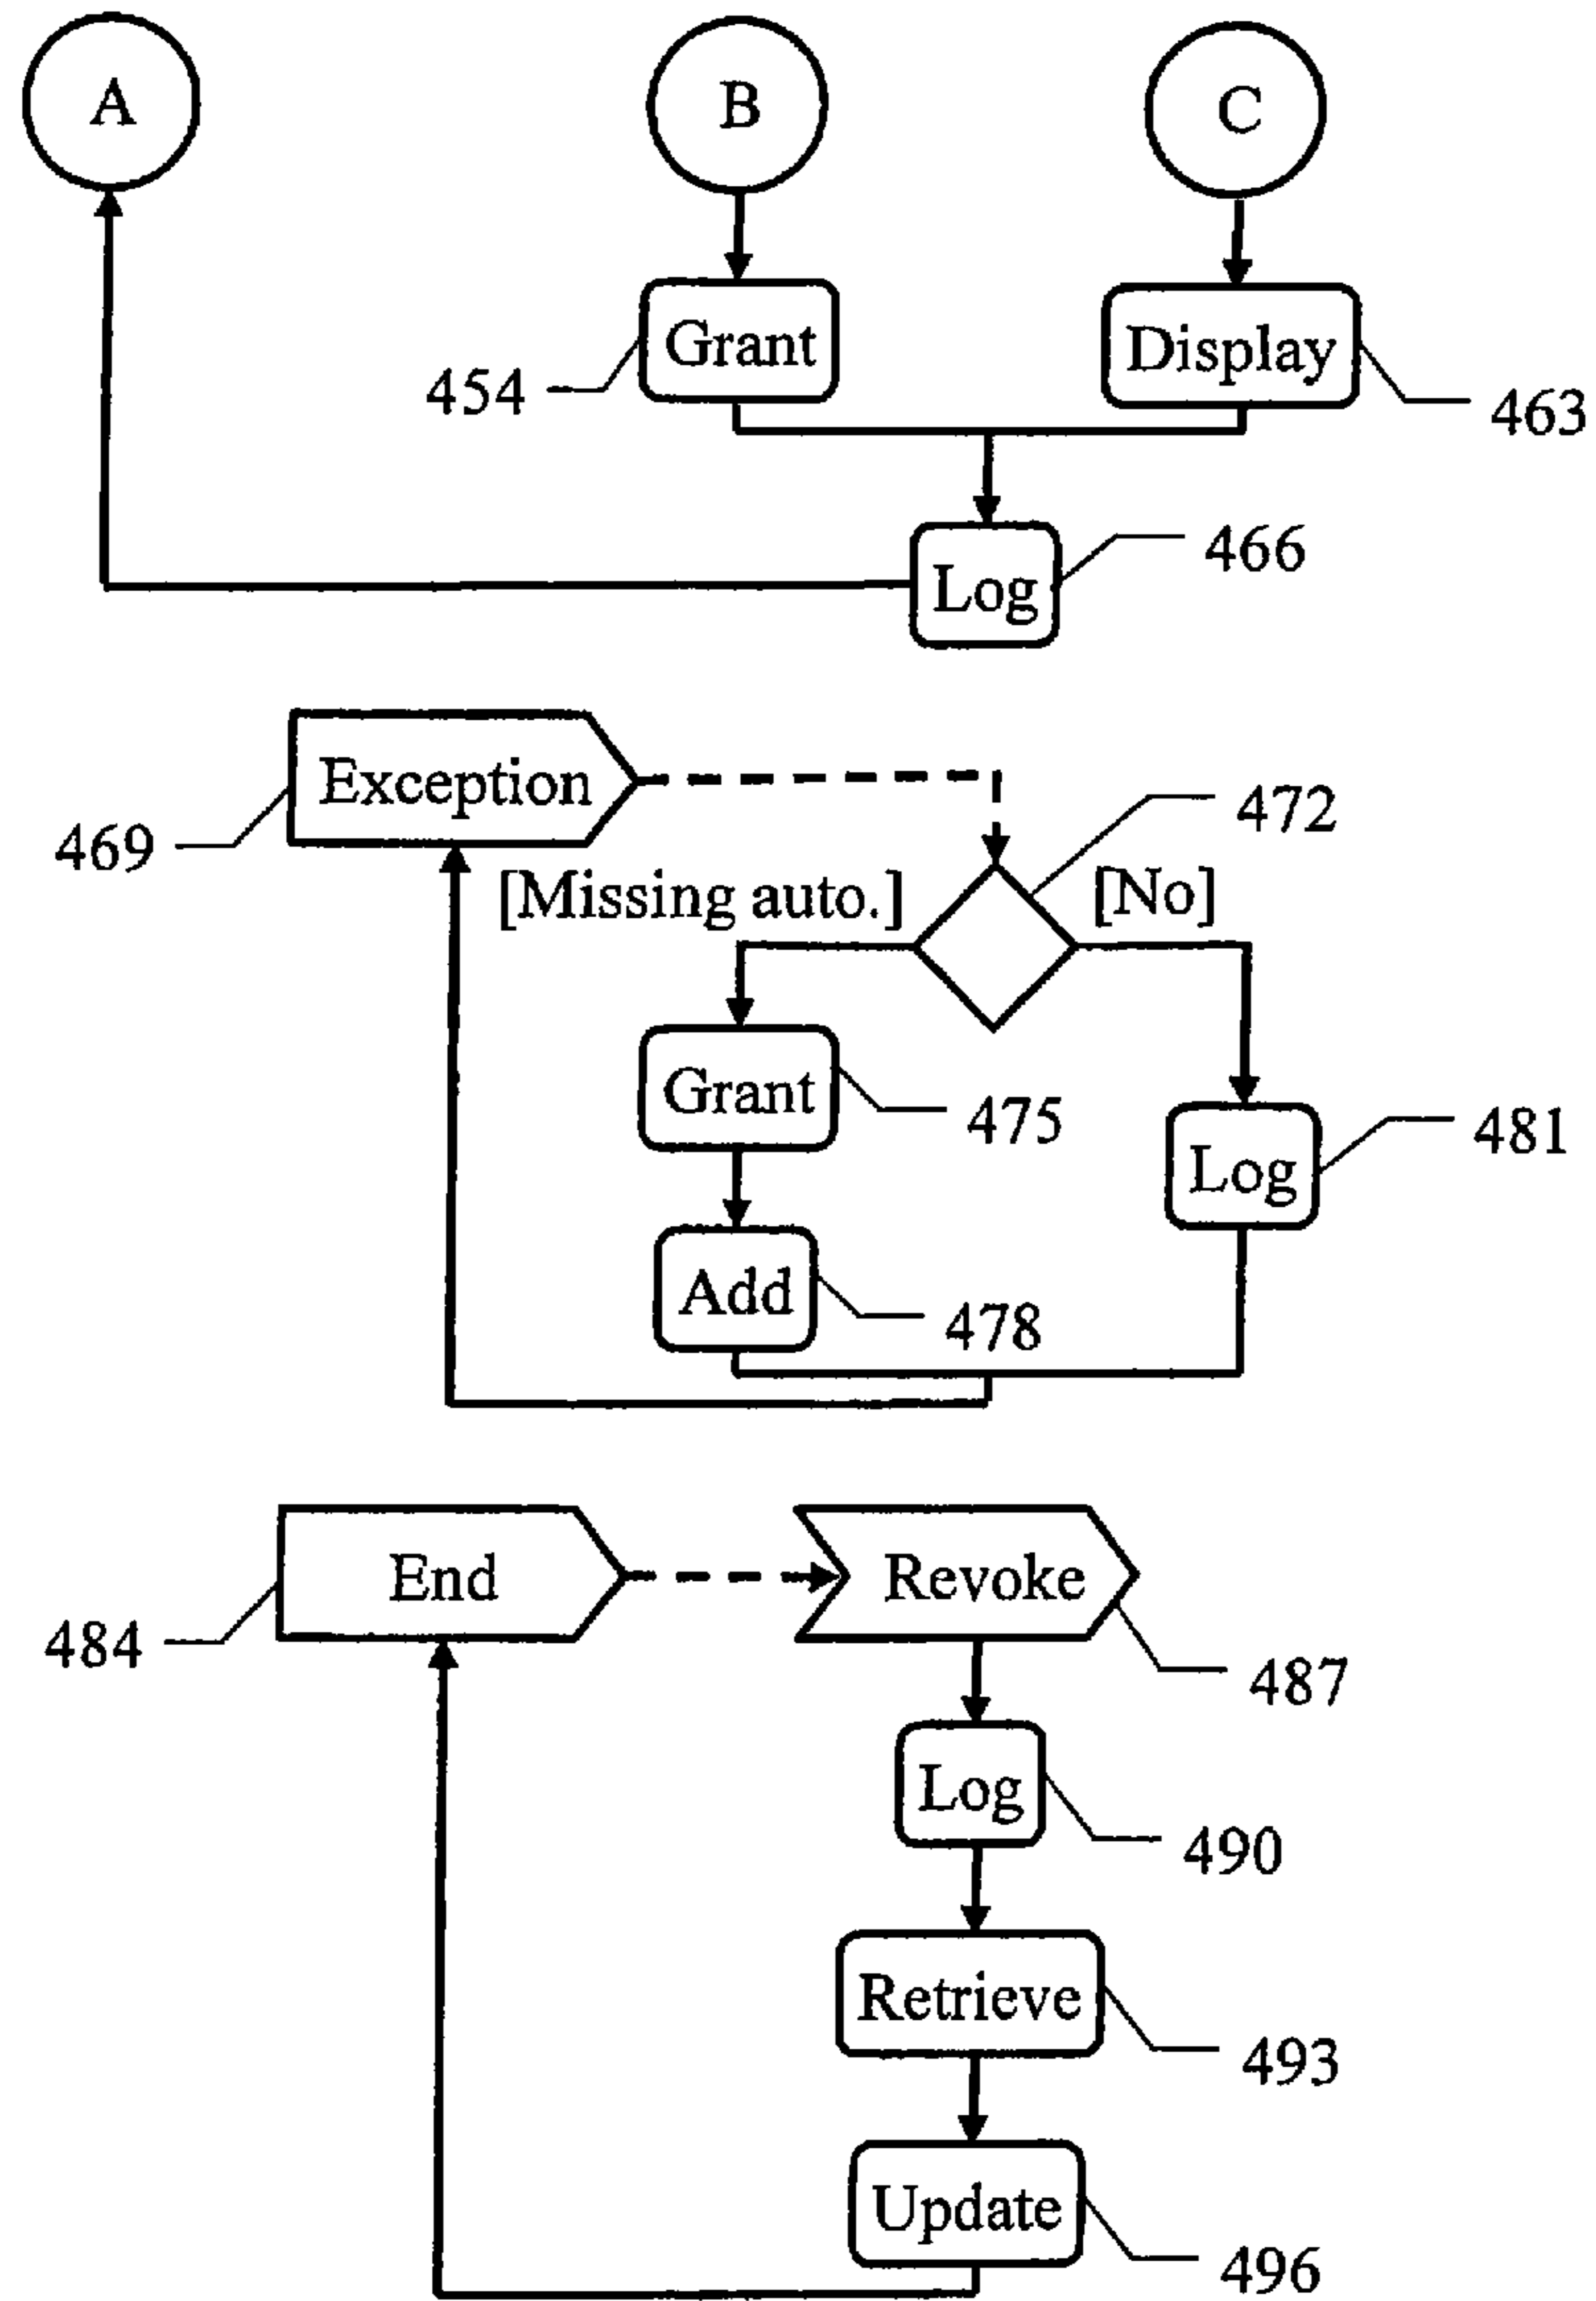 A
B
C
Grant
Display
454
463
Log
466
Exception
469
472
[Missing auto.]
[No]
Grant
475
Log
481
Add
478
End
Revoke
484
487
Log
490
Retrieve
493
Update
496